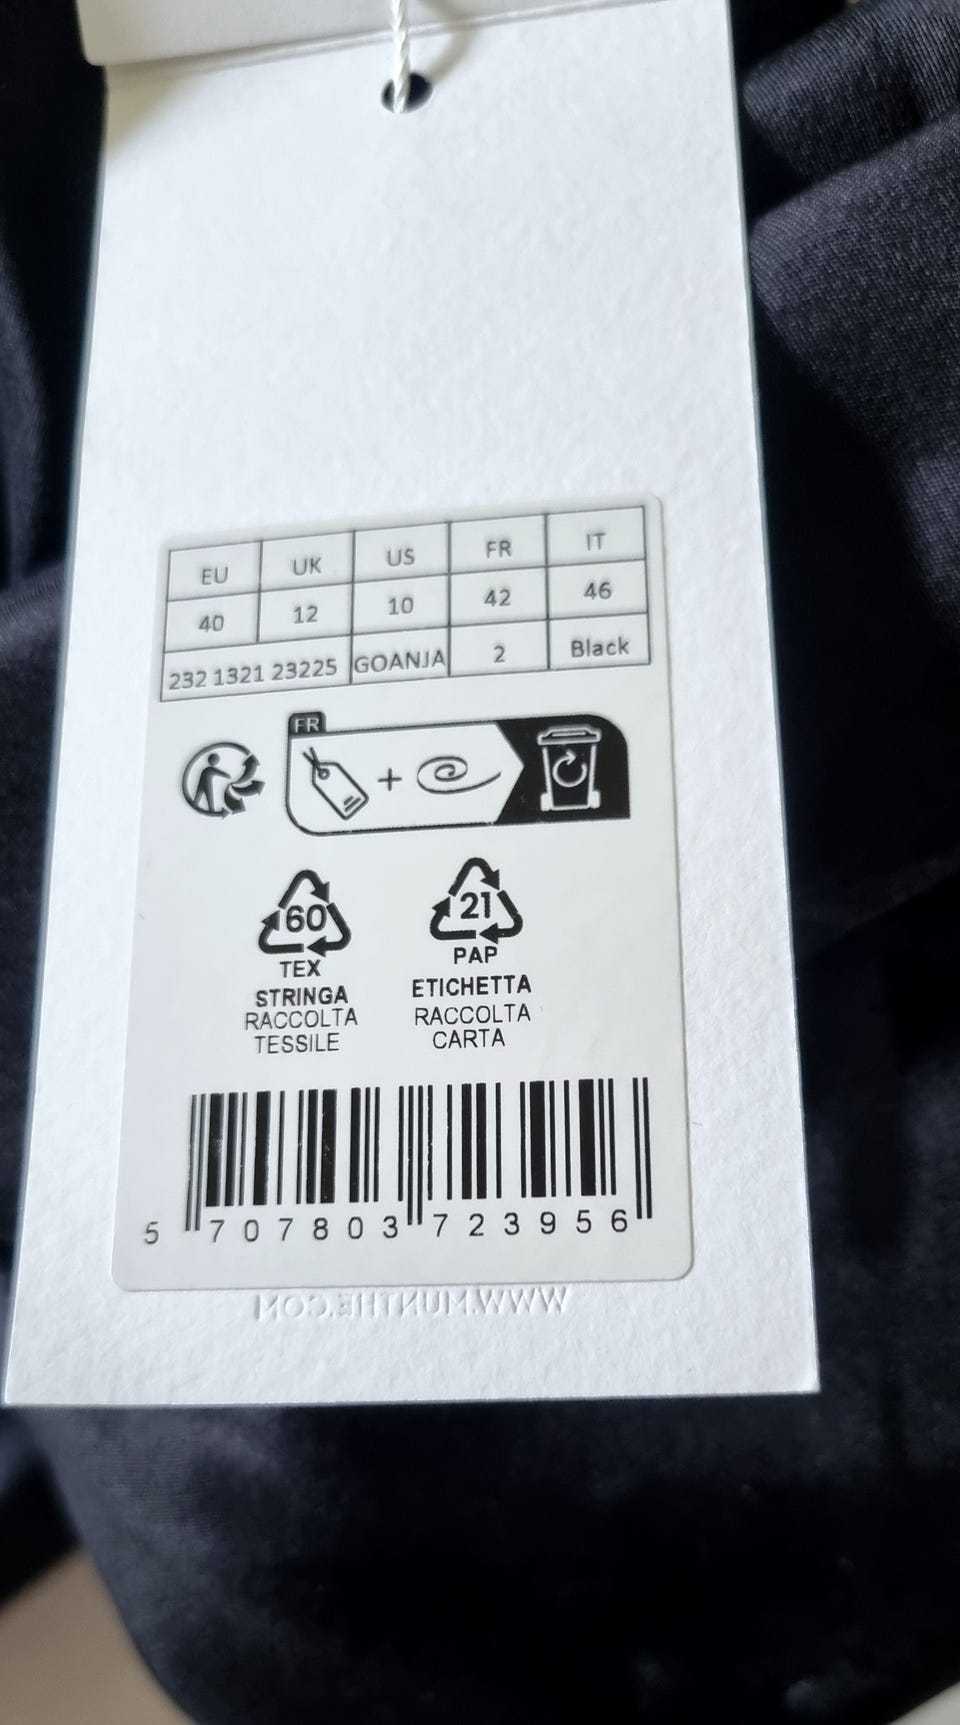 EU UK US FR IT
40 12 10 42 46
232 1321 23225 GOANJA 2 Black
FR
60 21
TEX PAP
STRINGA ETICHETTA
RACCOLTA RACCOLTA
TESSILE CARTA
5 707803 723956
WWW.MUNTHE.COM